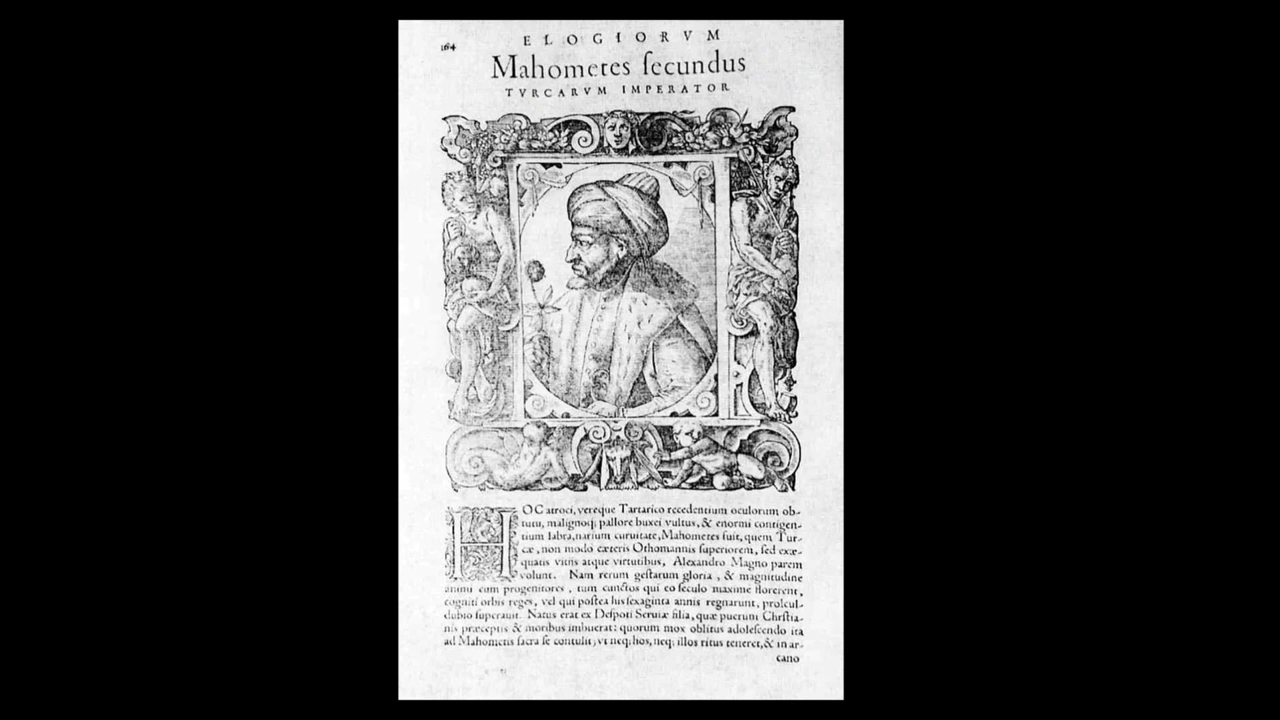 164
ELOGIORVM
Mahometes ſecundus
TVRCARVM IMPERATOR
HOC atroci, vereque Tartarico recedentium oculorum ob-
tutu, malignoq; pallore buxei vultus, & enormi contigen-
tium labra, narium curuitate, Mahometes fuit, quem Tur-
cæ, non modo cæteris Othomannis ſuperiorem, ſed exæ-
quatis vitiis atque virtutibus, Alexandro Magno parem
volunt. Nam rerum geſtarum gloria, & magnitudine
animi cum progenitores, tum cunctos qui eo ſeculo maxime florerent,
cogniti orbis reges, vel qui poſtea his ſexaginta annis regnarunt, proicul-
dubio ſuperauit. Natus erat ex Deſpoti Seruiæ filia, quæ puerum Chriſtia-
nis præceptis & moribus imbuerat: quorum mox oblitus adoleſcendo ita
ad Mahometis ſacra ſe contulit, vt neq; hos, neq; illos ritus teneret, & in ar-
cano